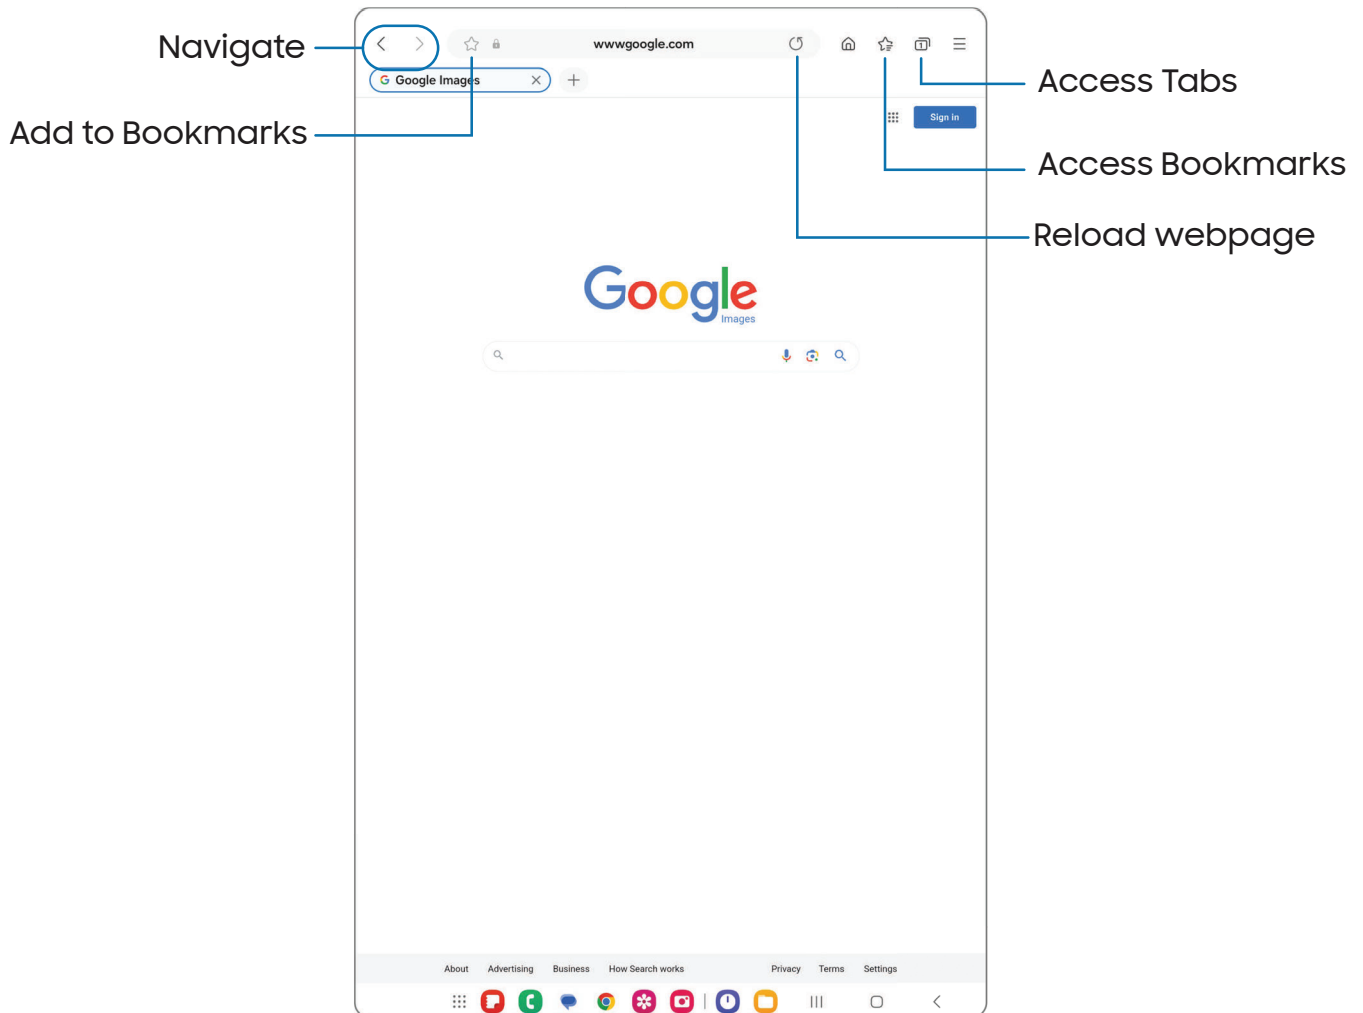 Navigate
wwwgoogle.com
G Google Images
Access Tabs
Sign in
Add to Bookmarks
Access Bookmarks
Reload webpage
Google
Images
About Advertising Business How Search works Privacy Terms Settings